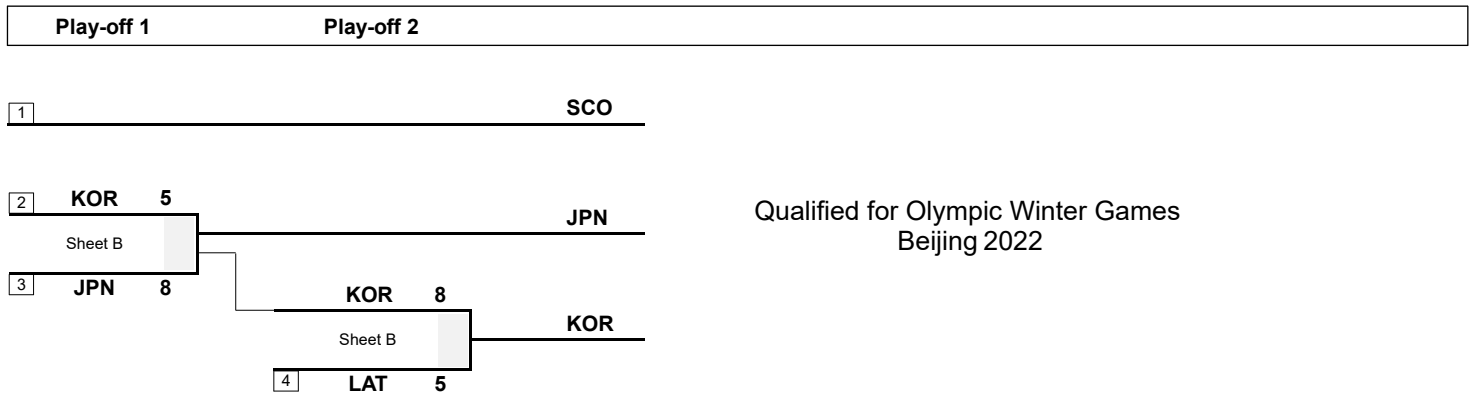 Play-off 1 Play-off 2
1 SCO
2 KOR 5
JPN
Qualified for Olympic Winter Games
Beijing 2022
Sheet B
3 JPN 8
KOR 8
KOR
Sheet B
4 LAT 5